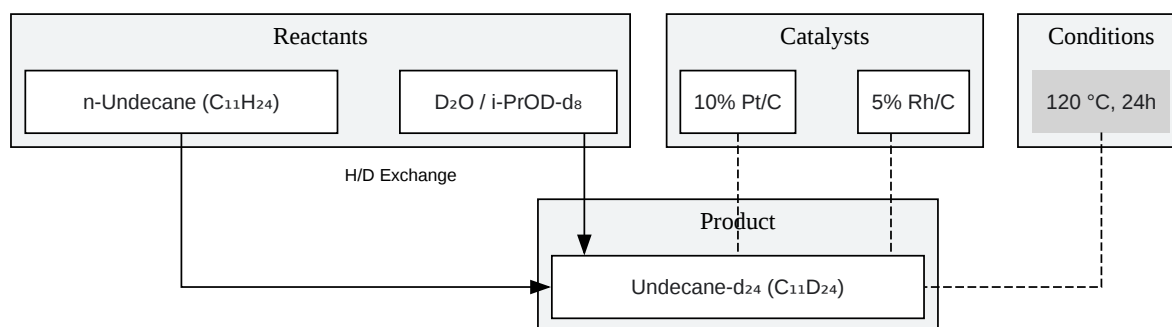 Reactants
Catalysts
Conditions
n-Undecane (C₁₁H₂₄)
D₂O / i-PrOD-d₈
10% Pt/C
5% Rh/C
120 °C, 24h
H/D Exchange
Product
Undecane-d₂₄ (C₁₁D₂₄)